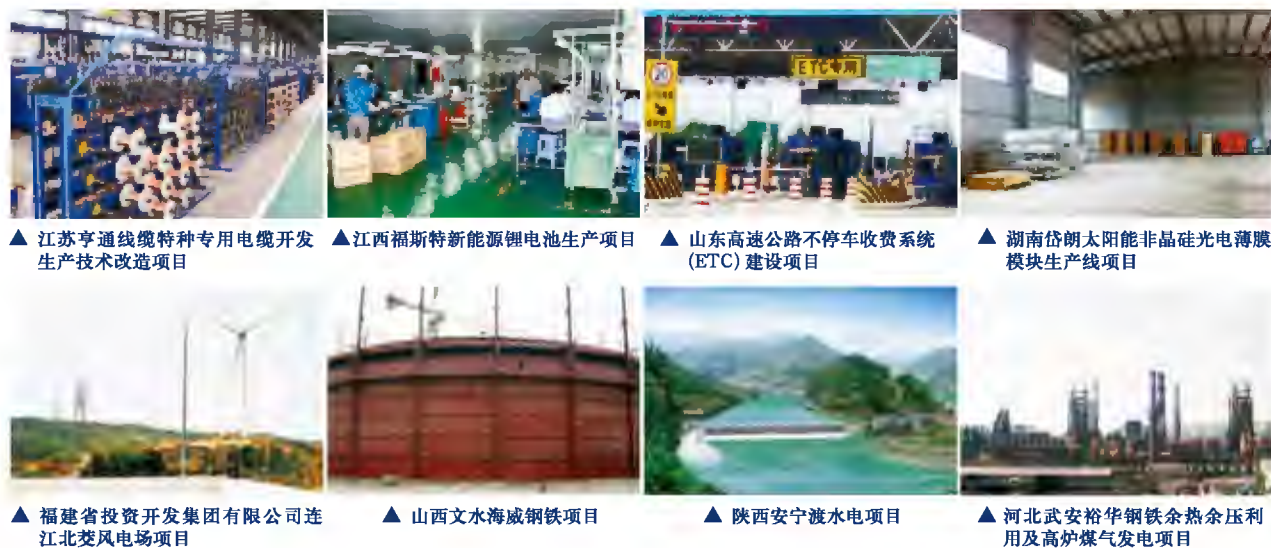 20
ETC专用
▲ 江苏亨通线缆特种专用电缆开发
生产技术改造项目
▲江西福斯特新能源锂电池生产项目
▲ 山东高速公路不停车收费系统
(ETC)建设项目
▲ 湖南岱朗太阳能非晶硅光电薄膜
模块生产线项目
▲ 福建省投资开发集团有限公司连
江北茭风电场项目
▲ 山西文水海威钢铁项目
▲ 陕西安宁渡水电项目
▲ 河北武安裕华钢铁余热余压利
用及高炉煤气发电项目